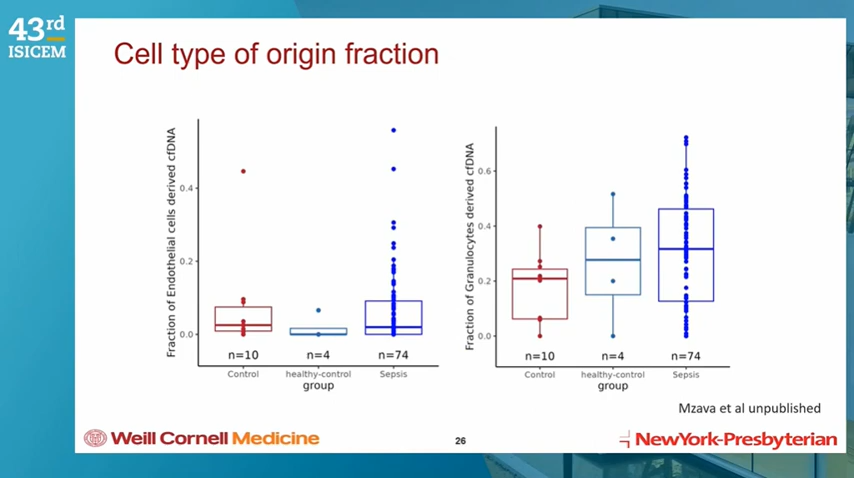 43rd
ISICEM
Cell type of origin fraction
Fraction of Endothelial cells derived cfDNA
0.4
0.2
0.0
n=10
n=4
n=74
Control
healthy-control
Sepsis
group
Fraction of Granulocytes derived cfDNA
0.6
0.4
0.2
0.0
n=10
n=4
n=74
Control
healthy-control
Sepsis
group
Mzava et al unpublished
Weill Cornell Medicine
26
NewYork-Presbyterian